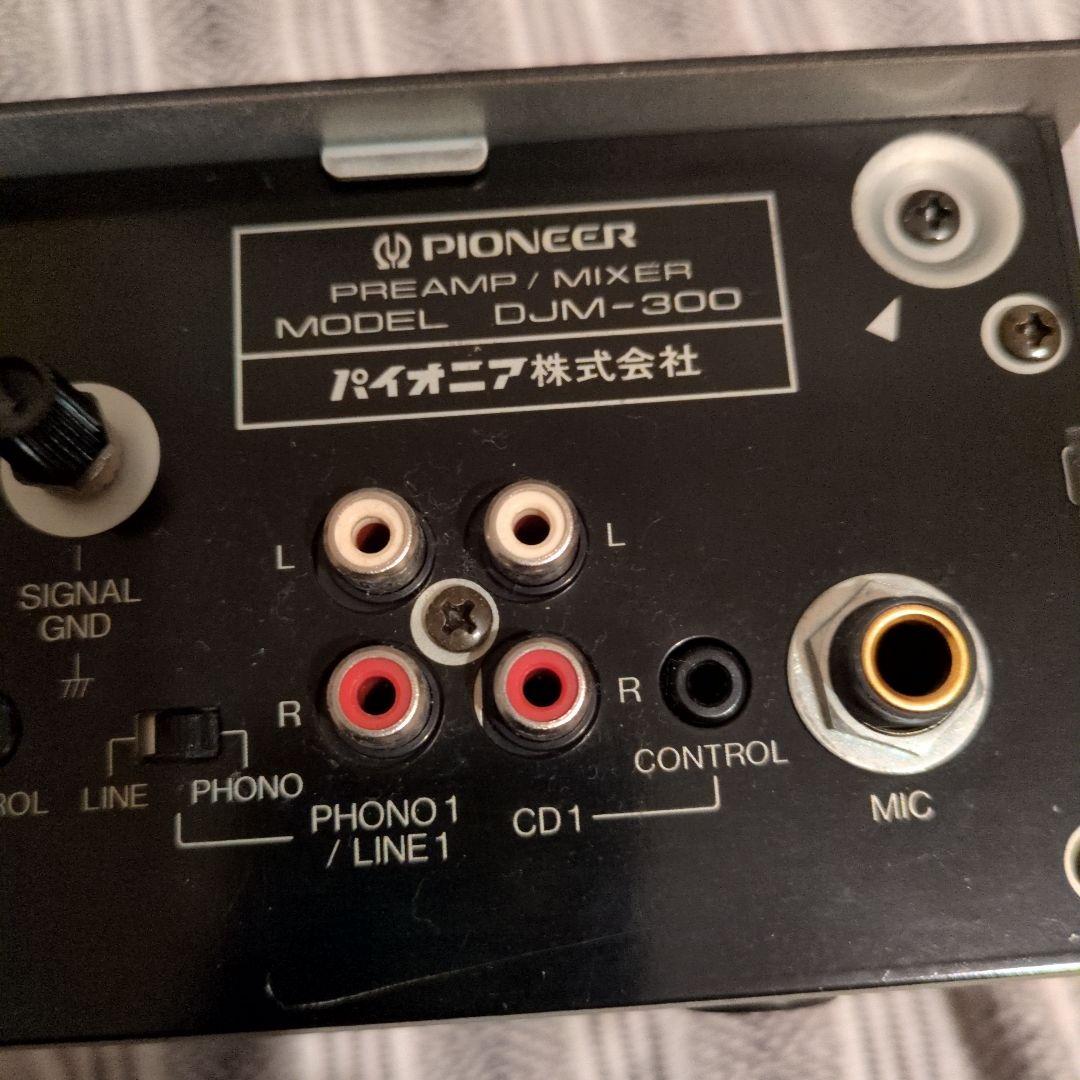 PIONEER
PREAMP / MIXER
MODEL DJM-300
パイオニア株式会社
L
L
SIGNAL
GND
R
R
CONTROL
LINE
PHONO
PHONO 1
/ LINE 1
CD 1
MIC